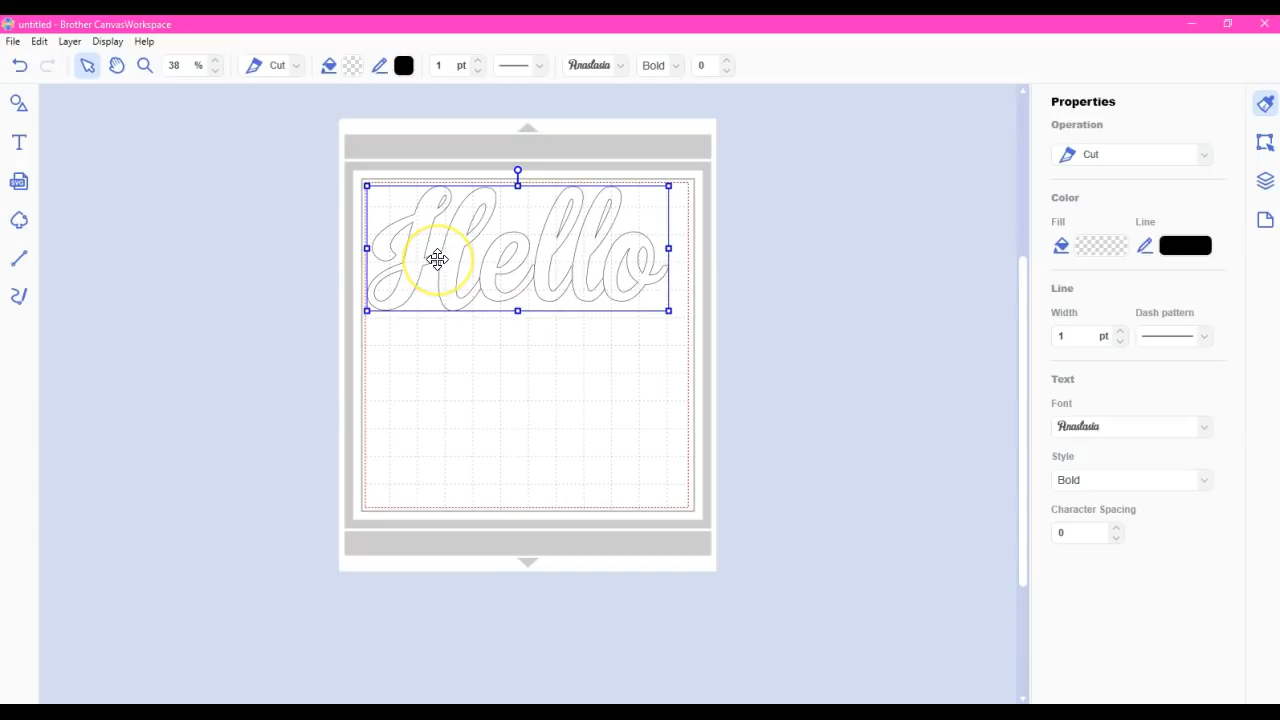 untitled - Brother CanvasWorkspace
File Edit Layer Display Help
38 % Cut 1 pt Anastasia Bold 0
Properties
Operation
Cut
Color
Fill Line
Line
Width Dash pattern
1 pt
Text
Font
Anastasia
Style
Bold
Character Spacing
0
T
SVG
Hello